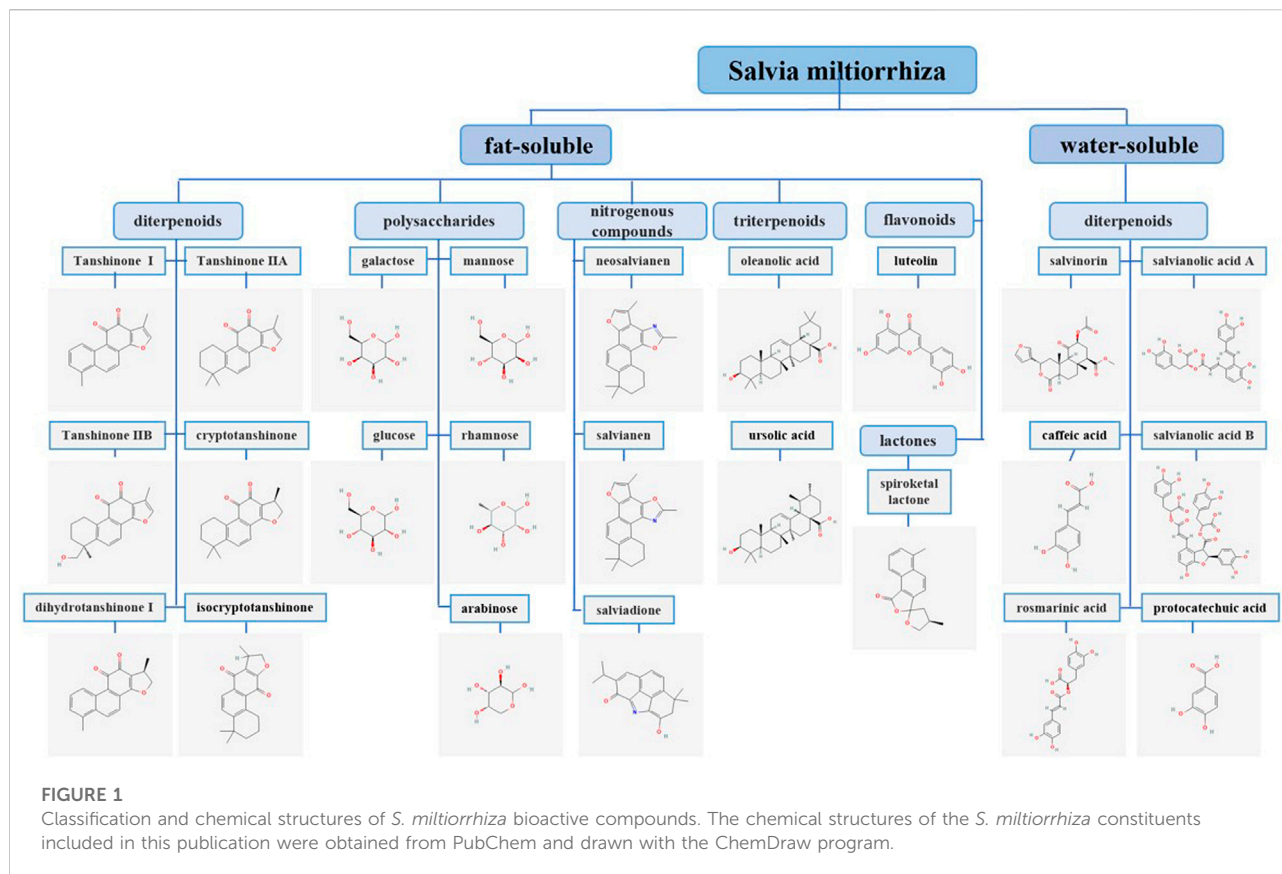 Salvia miltiorrhiza
fat-soluble
water-soluble
diterpenoids
polysaccharides
nitrogenous
compounds
triterpenoids
flavonoids
diterpenoids
Tanshinone I
Tanshinone IIA
galactose
mannose
neosalvianen
oleanolic acid
luteolin
salvinorin
salvianolic acid A
Tanshinone IIB
cryptotanshinone
glucose
rhamnose
salvianen
ursolic acid
lactones
spiroketal
lactone
caffeic acid
salvianolic acid B
dihydrotanshinone I
isocryptotanshinone
arabinose
salviadione
rosmarinic acid
protocatechuic acid
FIGURE 1
Classification and chemical structures of S. miltiorrhiza bioactive compounds. The chemical structures of the S. miltiorrhiza constituents
included in this publication were obtained from PubChem and drawn with the ChemDraw program.